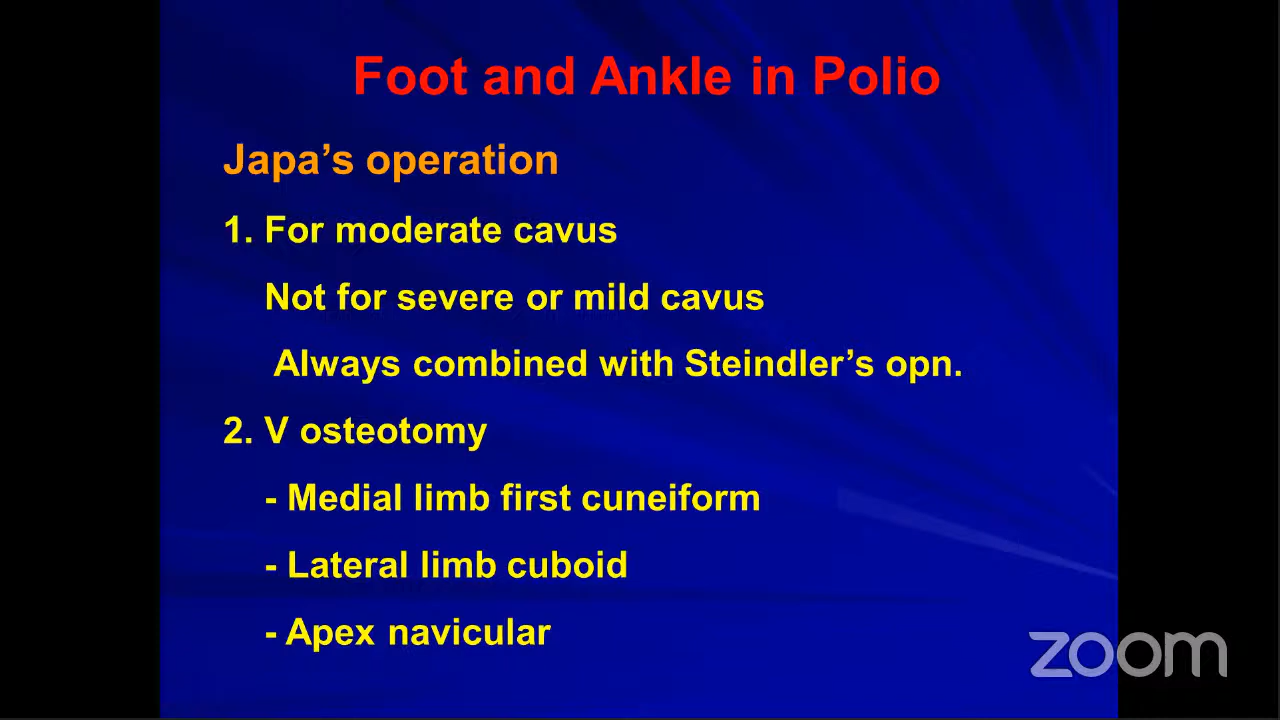 Foot and Ankle in Polio
Japa’s operation
1. For moderate cavus
Not for severe or mild cavus
Always combined with Steindler’s opn.
2. V osteotomy
- Medial limb first cuneiform
- Lateral limb cuboid
- Apex navicular
zoom